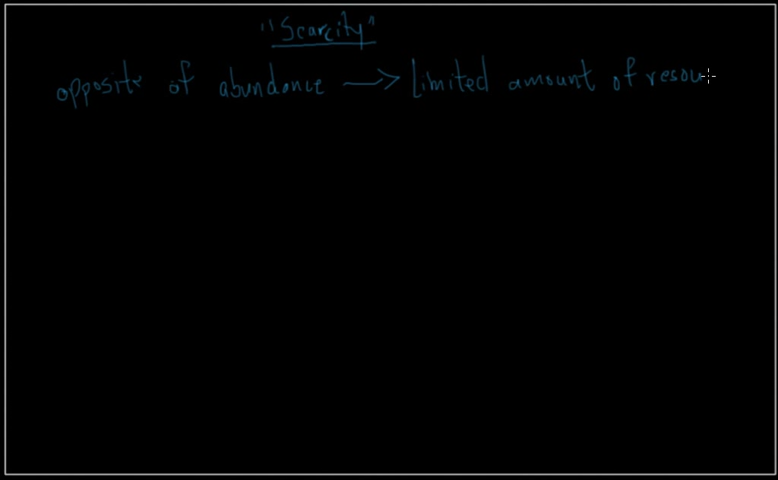 "Scarcity"
opposite of abundance → limited amount of resou